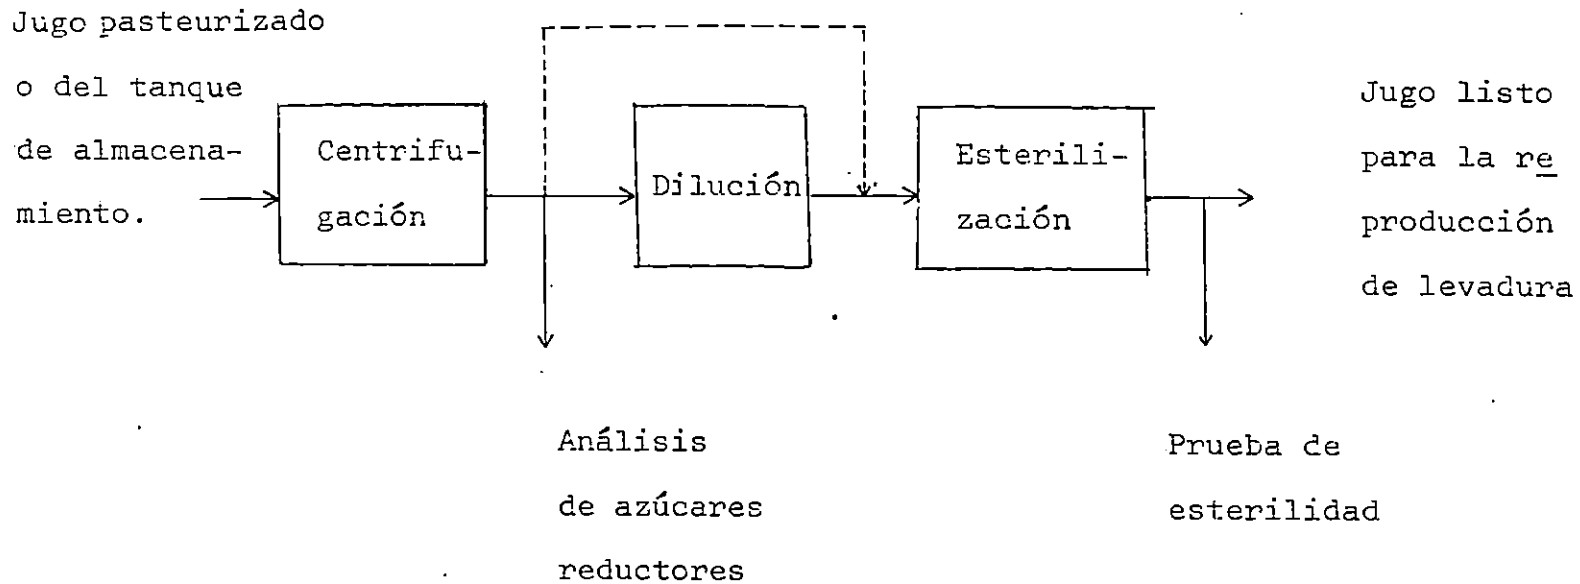 Jugo pasteurizado
o del tanque
de almacena-
miento.
Centrifu-
gación
Dilución
Esterili-
zación
Jugo listo
para la re
producción
de levadura
Análisis
de azúcares
reductores
Prueba de
esterilidad